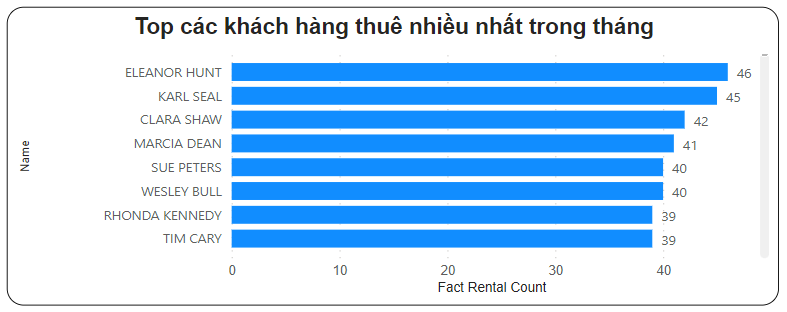 Top các khách hàng thuê nhiều nhất trong tháng
Name
ELEANOR HUNT 46
KARL SEAL 45
CLARA SHAW 42
MARCIA DEAN 41
SUE PETERS 40
WESLEY BULL 40
RHONDA KENNEDY 39
TIM CARY 39
0 10 20 30 40
Fact Rental Count